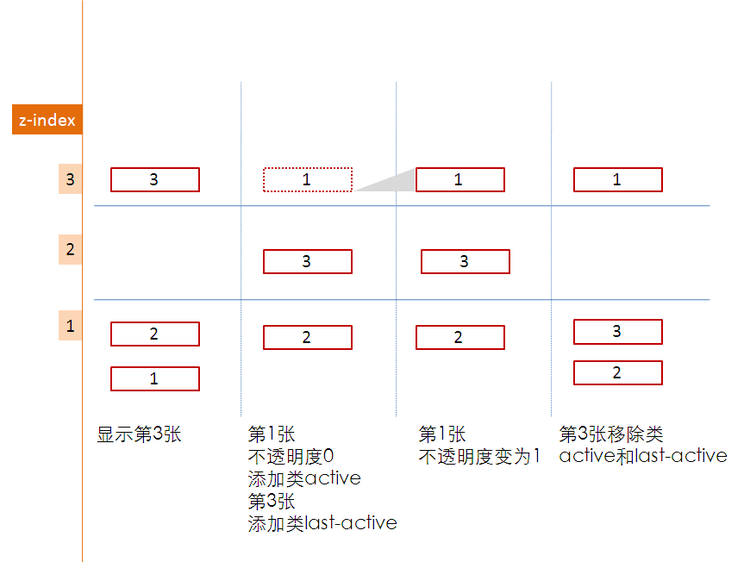 z-index
3
3
1
1
1
2
3
3
1
2
2
2
3
1
2
显示第3张
第1张
不透明度0
添加类active
第3张
添加类last-active
第1张
不透明度变为1
第3张移除类
active和last-active